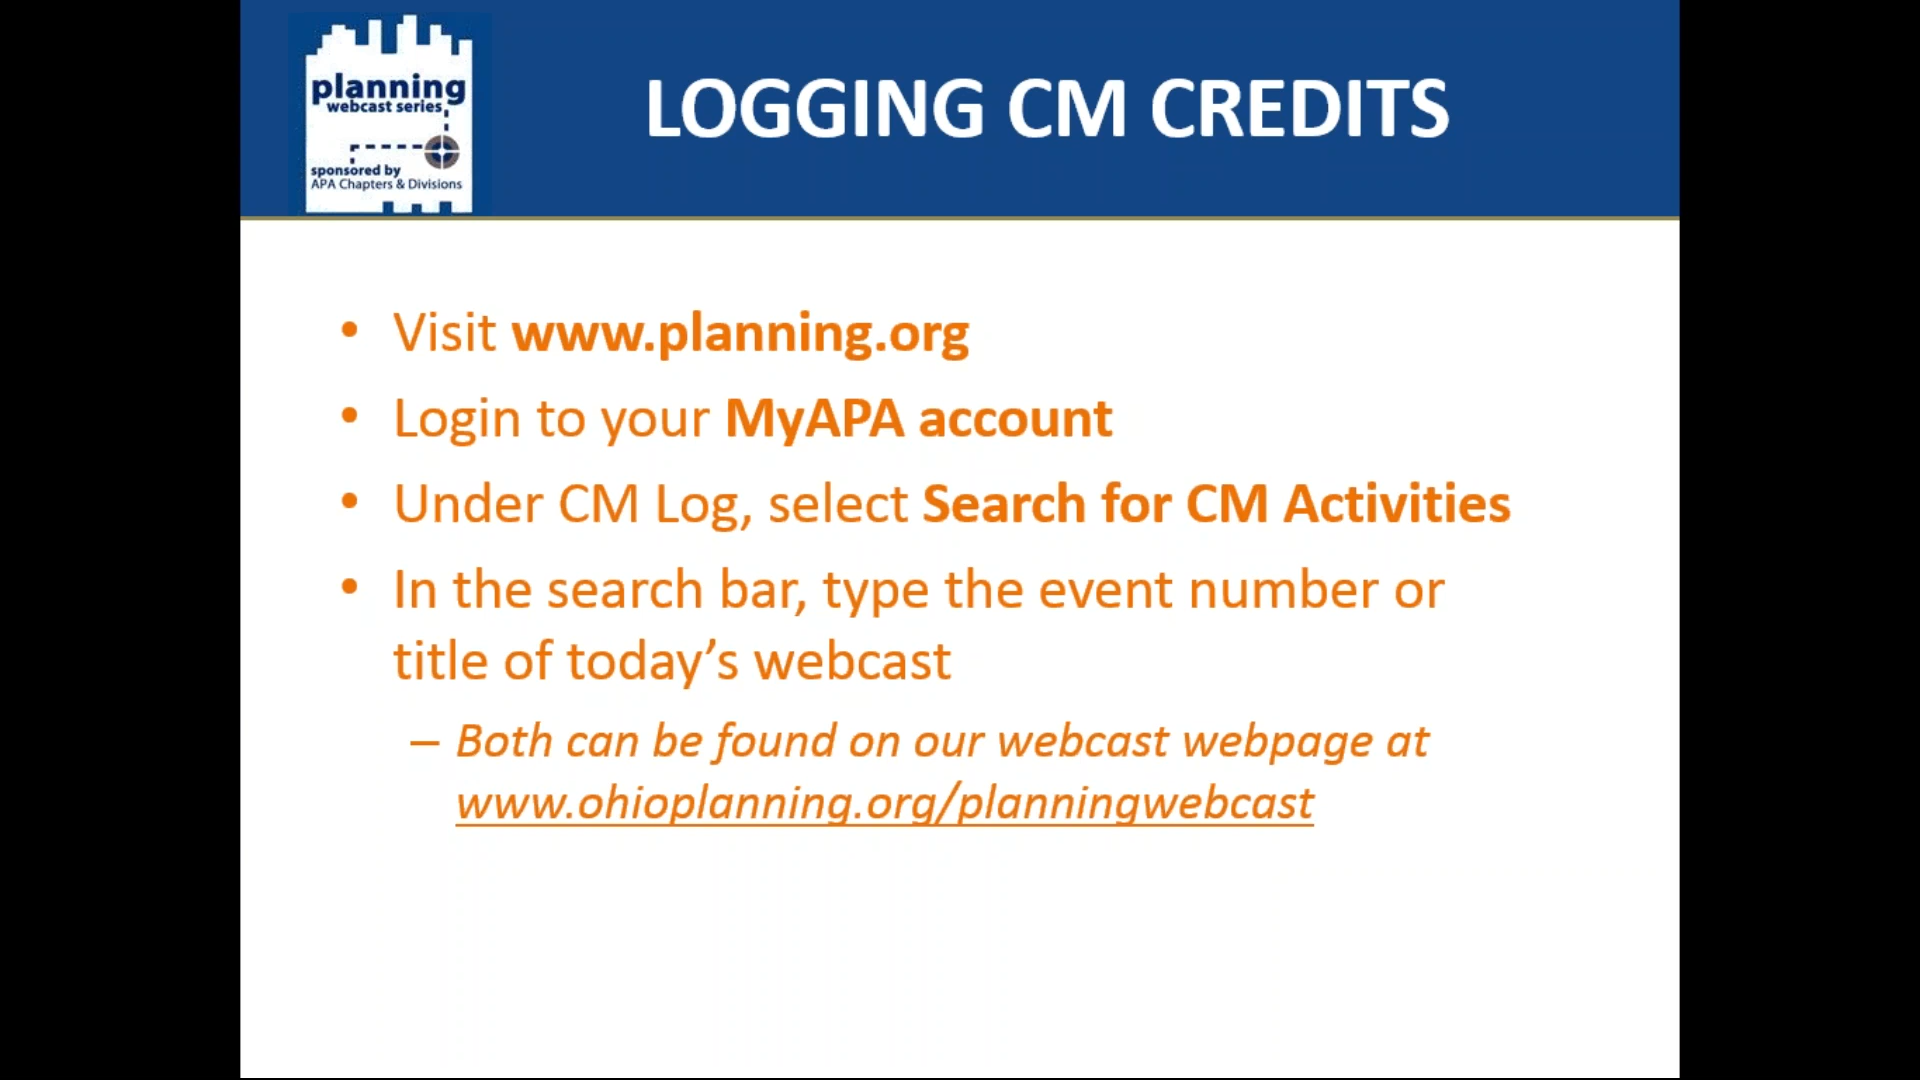 planning
webcast series
sponsored by
APA Chapters & Divisions
LOGGING CM CREDITS
• Visit www.planning.org
• Login to your MyAPA account
• Under CM Log, select Search for CM Activities
• In the search bar, type the event number or
title of today’s webcast
– Both can be found on our webcast webpage at
www.ohioplanning.org/planningwebcast